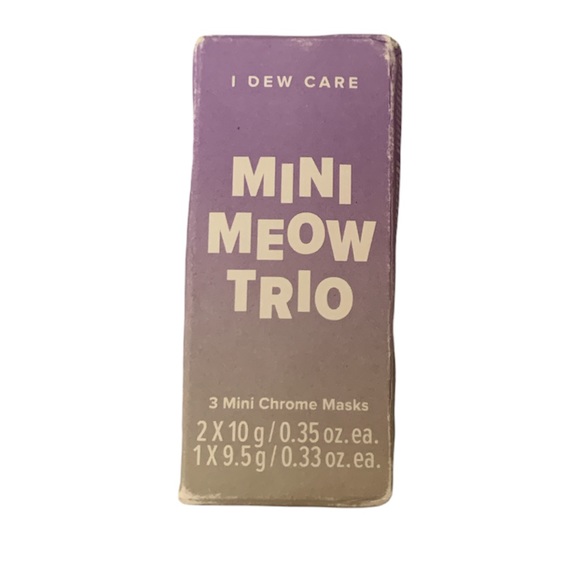 I DEW CARE
MINI
MEOW
TRIO
3 Mini Chrome Masks
2 X 10 g / 0.35 oz. ea.
1 X 9.5 g / 0.33 oz. ea.